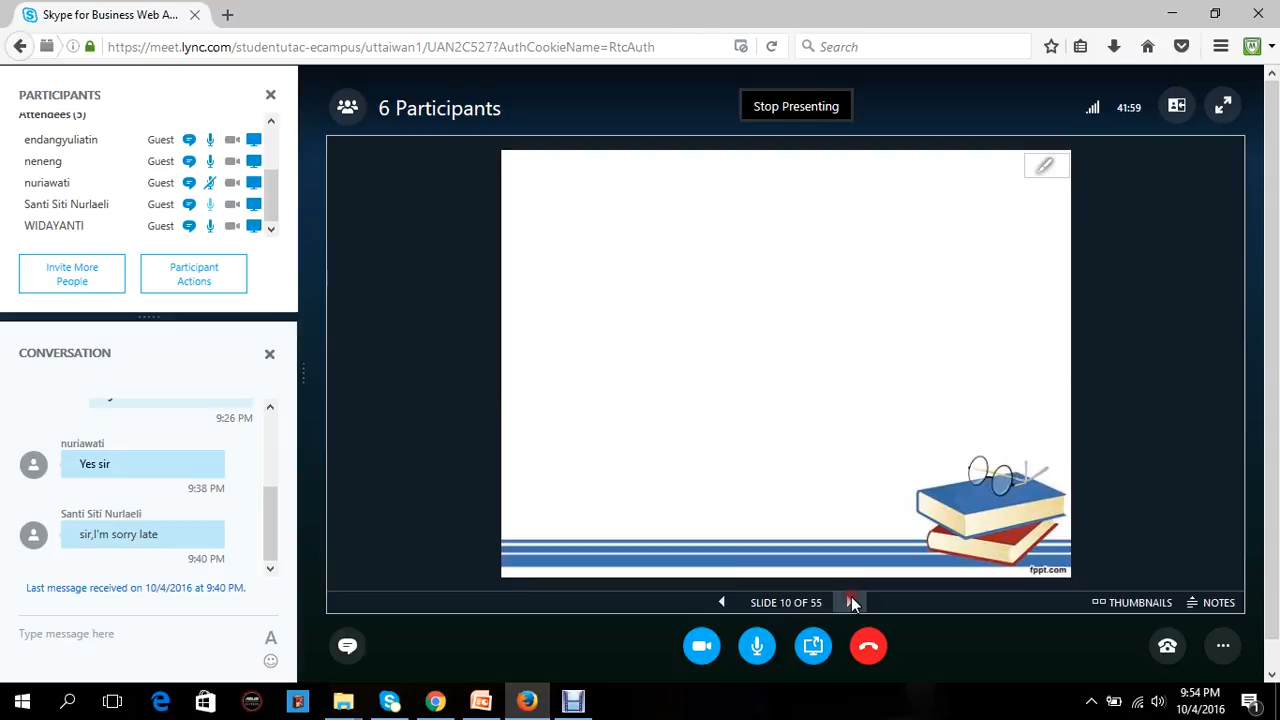 Skype for Business Web A...
https://meet.lync.com/studentutac-ecampus/uttaiwan1/UAN2C527?AuthCookieName=RtcAuth
Search
PARTICIPANTS
Attendees (5)
endangyuliatin Guest
neneng Guest
nuriawati Guest
Santi Siti Nurlaeli Guest
WIDAYANTI Guest
Invite More People
Participant Actions
6 Participants
Stop Presenting
41:59
CONVERSATION
9:26 PM
nuriawati
Yes sir
9:38 PM
Santi Siti Nurlaeli
sir,I'm sorry late
9:40 PM
Last message received on 10/4/2016 at 9:40 PM.
Type message here
A
fppt.com
SLIDE 10 OF 55
THUMBNAILS
NOTES
9:54 PM
10/4/2016
1